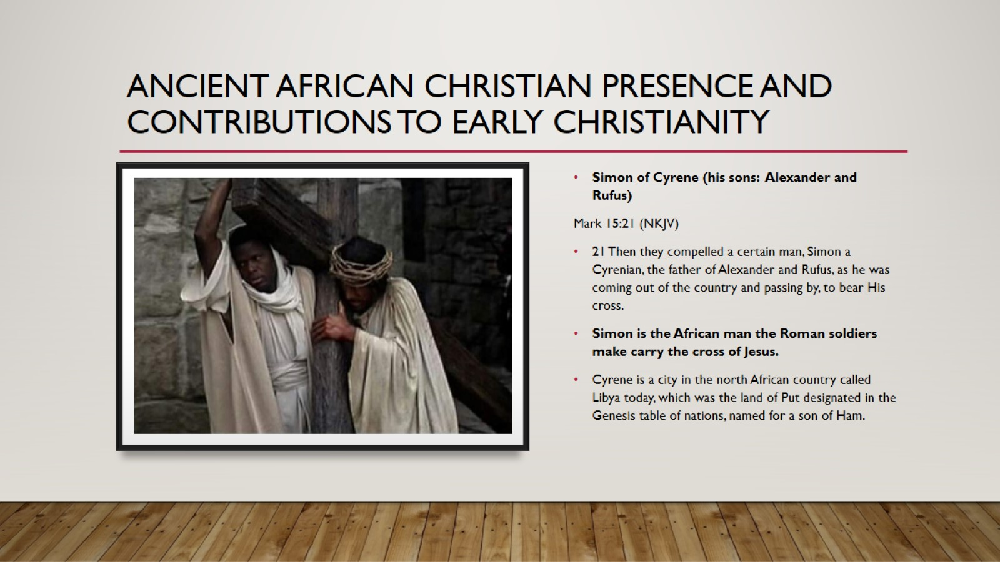 ANCIENT AFRICAN CHRISTIAN PRESENCE AND
CONTRIBUTIONS TO EARLY CHRISTIANITY
• Simon of Cyrene (his sons: Alexander and
Rufus)
Mark 15:21 (NKJV)
• 21 Then they compelled a certain man, Simon a
Cyrenian, the father of Alexander and Rufus, as he was
coming out of the country and passing by, to bear His
cross.
• Simon is the African man the Roman soldiers
make carry the cross of Jesus.
• Cyrene is a city in the north African country called
Libya today, which was the land of Put designated in the
Genesis table of nations, named for a son of Ham.